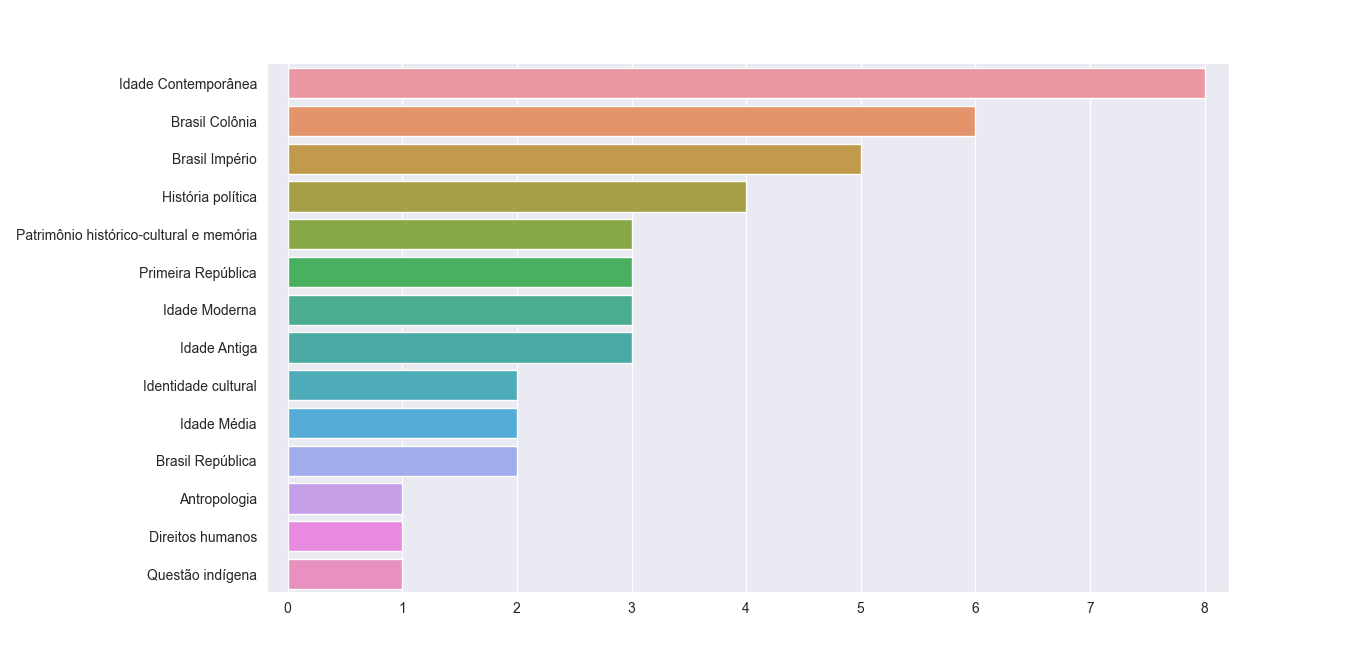 Idade Contemporânea
Brasil Colônia
Brasil Império
História política
Patrimônio histórico-cultural e memória
Primeira República
Idade Moderna
Idade Antiga
Identidade cultural
Idade Média
Brasil República
Antropologia
Direitos humanos
Questão indígena
0 1 2 3 4 5 6 7 8